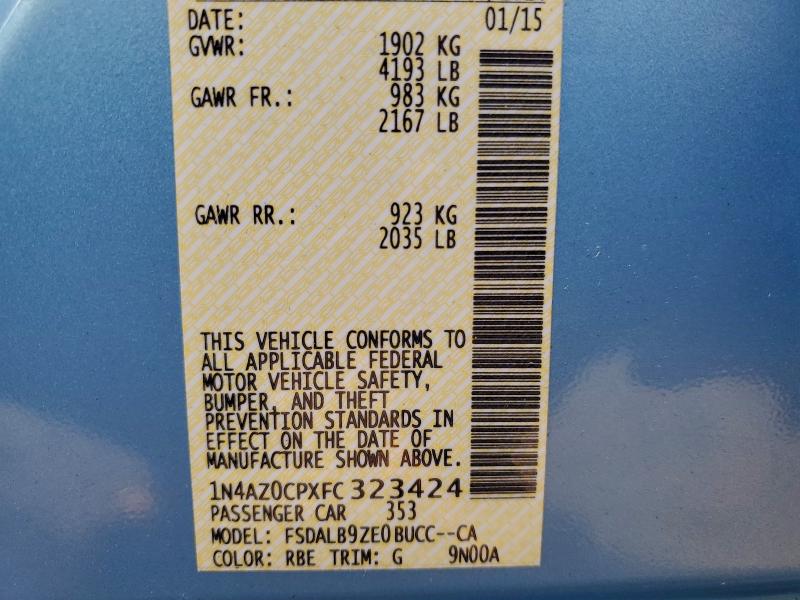 DATE: 01/15
GVWR: 1902 KG
4193 LB
GAWR FR.: 983 KG
2167 LB
GAWR RR.: 923 KG
2035 LB
THIS VEHICLE CONFORMS TO
ALL APPLICABLE FEDERAL
MOTOR VEHICLE SAFETY,
BUMPER, AND THEFT
PREVENTION STANDARDS IN
EFFECT ON THE DATE OF
MANUFACTURE SHOWN ABOVE.
1N4AZ0CPXFC323424
PASSENGER CAR 353
MODEL: FSDALB9ZE0BUCC--CA
COLOR: RBE TRIM: G 9N00A